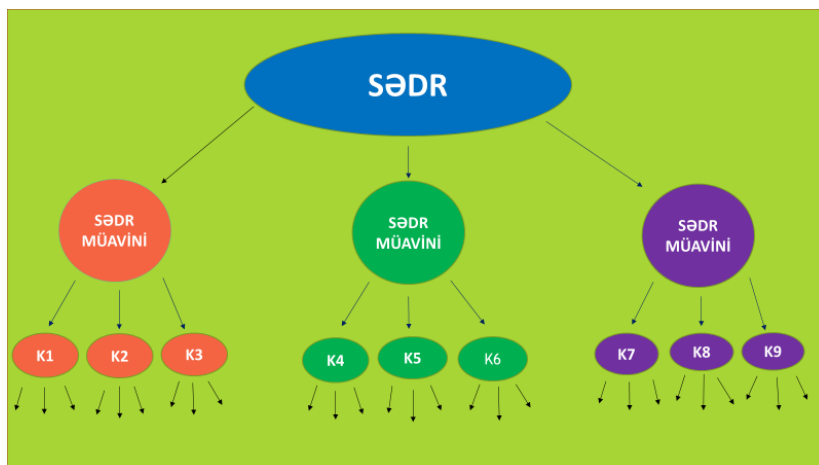 SƏDR
SƏDR
MÜAVİNİ
SƏDR
MÜAVİNİ
SƏDR
MÜAVİNİ
K1
K2
K3
K4
K5
K6
K7
K8
K9